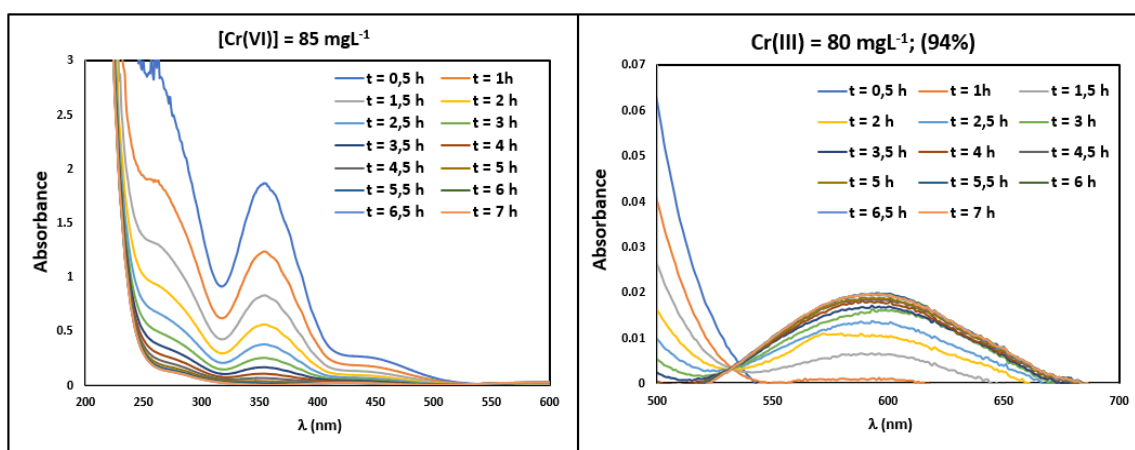 [Cr(VI)] = 85 mgL⁻¹
3
2.5
2
1.5
1
0.5
0
Absorbance
t = 0,5 h t = 1h
t = 1,5 h t = 2 h
t = 2,5 h t = 3 h
t = 3,5 h t = 4 h
t = 4,5 h t = 5 h
t = 5,5 h t = 6 h
t = 6,5 h t = 7 h
200 250 300 350 400 450 500 550 600
λ (nm)
Cr(III) = 80 mgL⁻¹; (94%)
0.07
0.06
0.05
0.04
0.03
0.02
0.01
0
Absorbance
t = 0,5 h t = 1h t = 1,5 h
t = 2 h t = 2,5 h t = 3 h
t = 3,5 h t = 4 h t = 4,5 h
t = 5 h t = 5,5 h t = 6 h
t = 6,5 h t = 7 h
500 550 600 650 700
λ (nm)